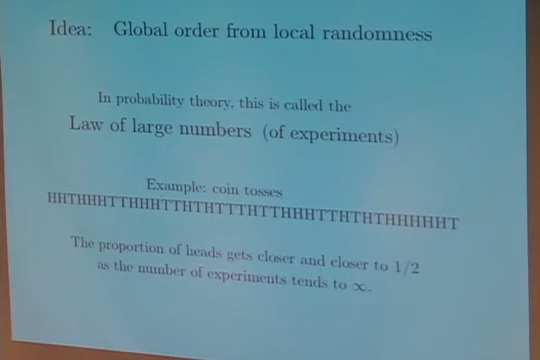 Idea: Global order from local randomness
In probability theory, this is called the
Law of large numbers (of experiments)
Example: coin tosses
HHTHHHTTHHHTTHTHTTTHTTHHHTTHTHTHHHHHT
The proportion of heads gets closer and closer to 1/2
as the number of experiments tends to ∞.